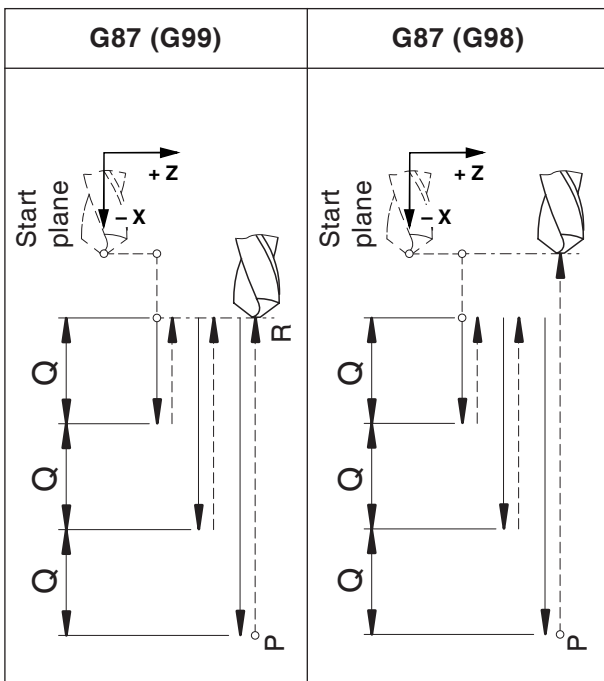 G87 (G99)
G87 (G98)
Start
plane
+ Z
– X
R
Q
Q
Q
P
Start
plane
+ Z
– X
Q
Q
Q
P